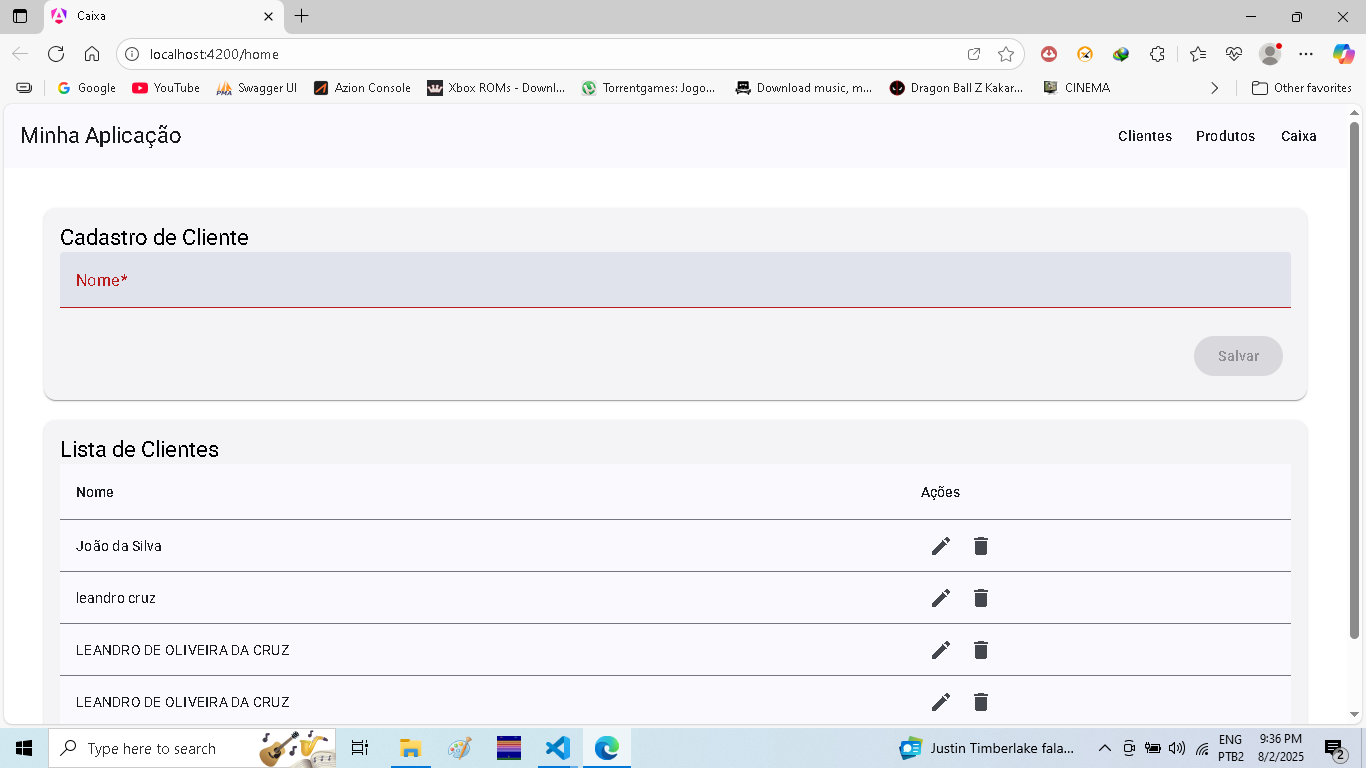 Caixa
localhost:4200/home
Google YouTube Swagger UI Azion Console Xbox ROMs - Downl... Torrentgames: Jogo... Download music, m... Dragon Ball Z Kakar... CINEMA Other favorites
Minha Aplicação Clientes Produtos Caixa
Cadastro de Cliente
Nome*
Salvar
Lista de Clientes
Nome Ações
João da Silva
leandro cruz
LEANDRO DE OLIVEIRA DA CRUZ
LEANDRO DE OLIVEIRA DA CRUZ
Type here to search Justin Timberlake fala... ENG 9:36 PM
PTB2 8/2/2025 2